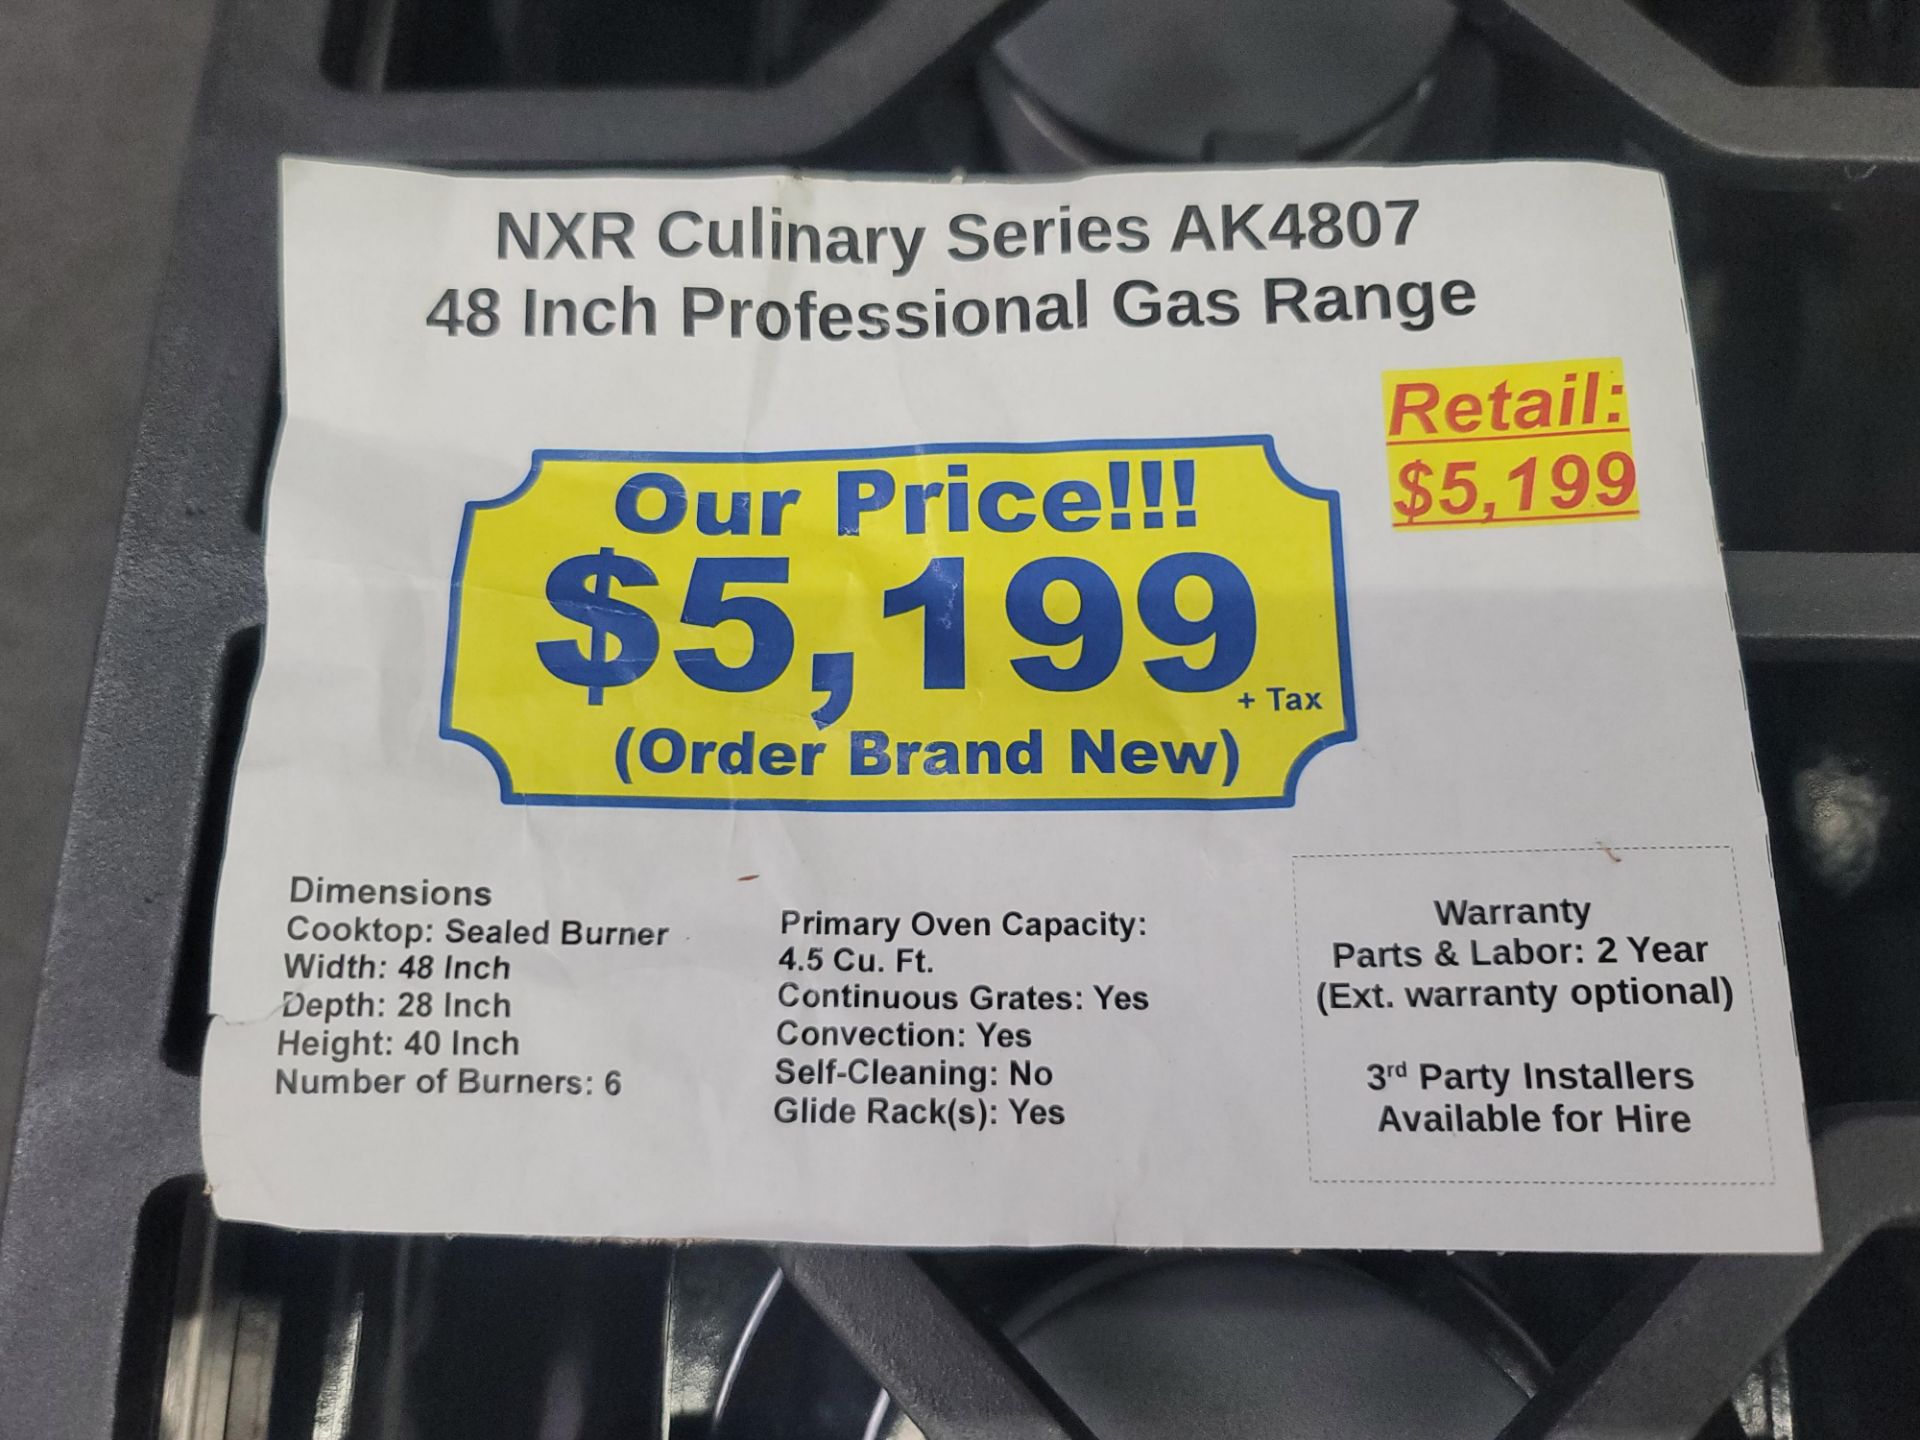 NXR Culinary Series AK4807
48 Inch Professional Gas Range
Retail:
$5,199
Our Price!!!
$5,199
+ Tax
(Order Brand New)
Dimensions
Cooktop: Sealed Burner
Width: 48 Inch
Depth: 28 Inch
Height: 40 Inch
Number of Burners: 6
Primary Oven Capacity:
4.5 Cu. Ft.
Continuous Grates: Yes
Convection: Yes
Self-Cleaning: No
Glide Rack(s): Yes
Warranty
Parts & Labor: 2 Year
(Ext. warranty optional)
3rd Party Installers
Available for Hire